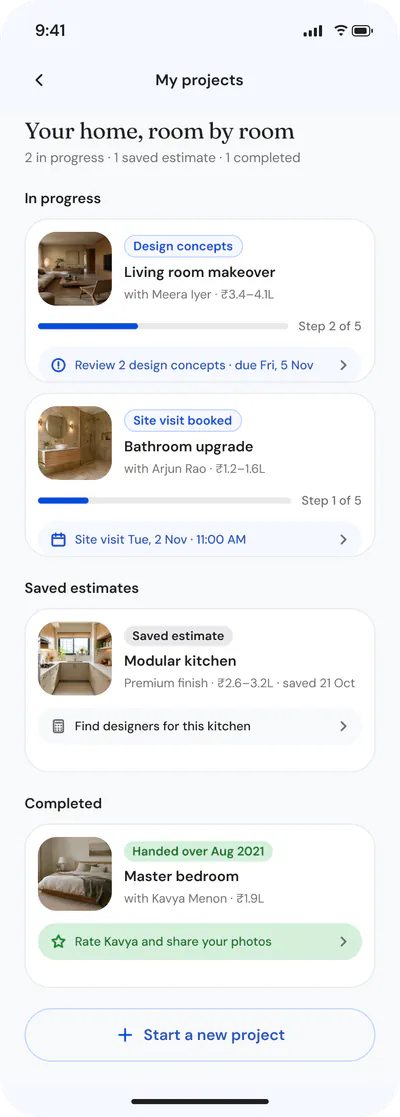 9:41
My projects
Your home, room by room
2 in progress · 1 saved estimate · 1 completed
In progress
Design concepts
Living room makeover
with Meera Iyer · ₹3.4–4.1L
Step 2 of 5
Review 2 design concepts · due Fri, 5 Nov
Site visit booked
Bathroom upgrade
with Arjun Rao · ₹1.2–1.6L
Step 1 of 5
Site visit Tue, 2 Nov · 11:00 AM
Saved estimates
Saved estimate
Modular kitchen
Premium finish · ₹2.6–3.2L · saved 21 Oct
Find designers for this kitchen
Completed
Handed over Aug 2021
Master bedroom
with Kavya Menon · ₹1.9L
Rate Kavya and share your photos
Start a new project